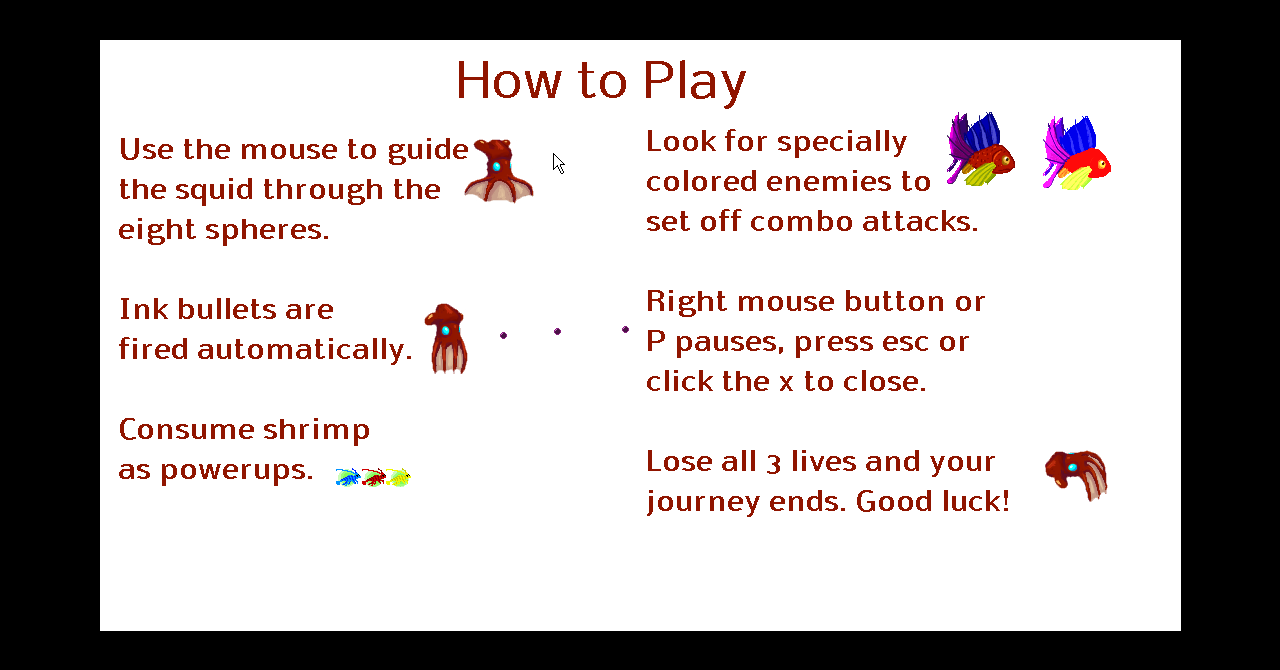 How to Play
Use the mouse to guide
the squid through the
eight spheres.
Ink bullets are
fired automatically.
Consume shrimp
as powerups.
Look for specially
colored enemies to
set off combo attacks.
Right mouse button or
P pauses, press esc or
click the x to close.
Lose all 3 lives and your
journey ends. Good luck!